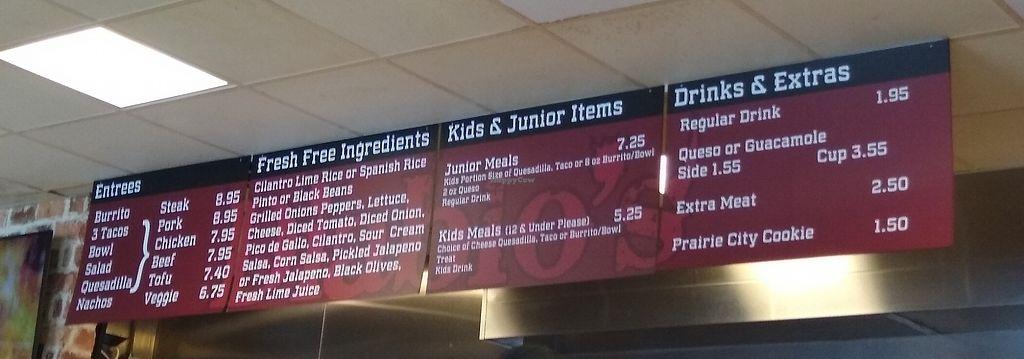 Entrees
Burrito
3 Tacos
Bowl
Salad
Quesadilla
Nachos
Steak 8.95
Pork 8.95
Chicken 7.95
Beef 7.95
Tofu 7.40
Veggie 6.75
Fresh Free Ingredients
Cilantro Lime Rice or Spanish Rice
Pinto or Black Beans
Grilled Onions Peppers, Lettuce,
Cheese, Diced Tomato, Diced Onion,
Pico de Gallo, Cilantro, Sour Cream
Salsa, Corn Salsa, Pickled Jalapeno
or Fresh Jalapeno, Black Olives,
Fresh Lime Juice
Kids & Junior Items
Junior Meals 7.25
Kids Portion Size of Quesadilla, Taco or 8 oz Burrito/Bowl
2 oz Queso
Regular Drink
Kids Meals (12 & Under Please) 5.25
Choice of Cheese Quesadilla, Taco or Burrito/Bowl
Treat
Kids Drink
Drinks & Extras
Regular Drink 1.95
Queso or Guacamole
Side 1.55 Cup 3.55
Extra Meat 2.50
Prairie City Cookie 1.50